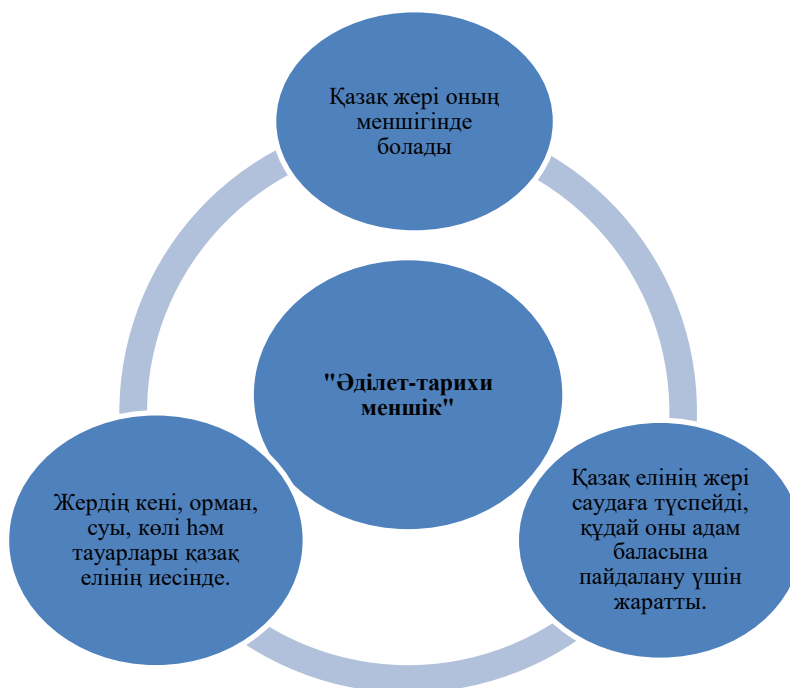 Қазақ жері оның
меншігінде
болады
"Әділет-тарихи
меншік"
Жердің кені, орман,
суы, көлі һәм
тауарлары қазақ
елінің иесінде.
Қазақ елінің жері
саудаға түспейді,
құдай оны адам
баласына
пайдалану үшін
жаратты.